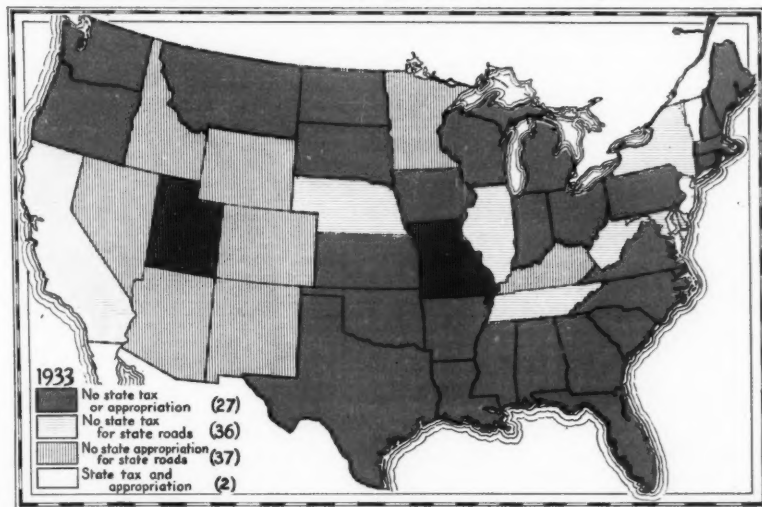 1933
No state tax
or appropriation (27)
No state tax
for state roads (36)
No state appropriation
for state roads (37)
State tax and
appropriation (2)